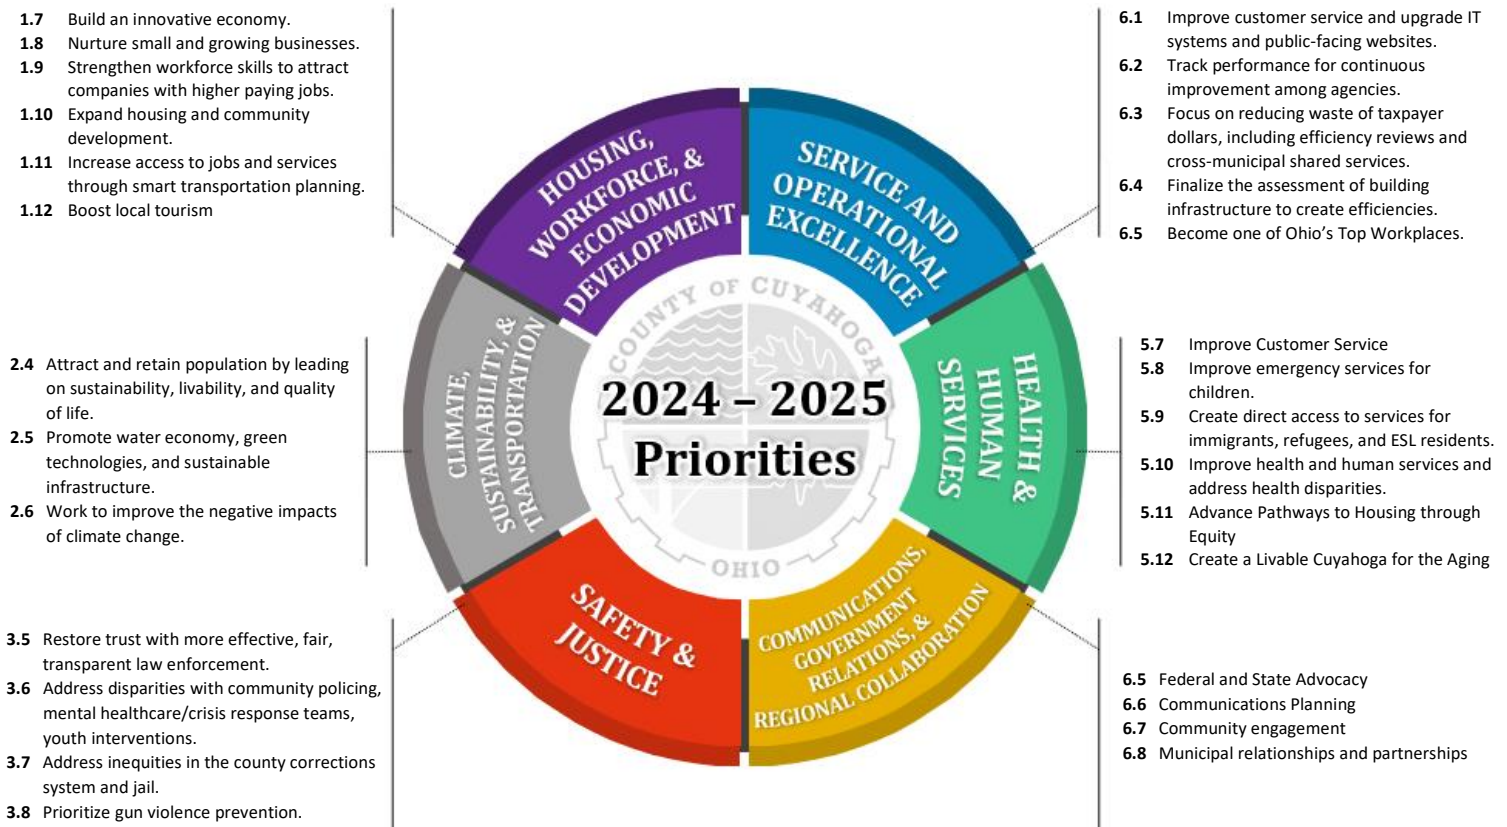 1.7 Build an innovative economy.
1.8 Nurture small and growing businesses.
1.9 Strengthen workforce skills to attract
companies with higher paying jobs.
1.10 Expand housing and community
development.
1.11 Increase access to jobs and services
through smart transportation planning.
1.12 Boost local tourism
2.4 Attract and retain population by leading
on sustainability, livability, and quality
of life.
2.5 Promote water economy, green
technologies, and sustainable
infrastructure.
2.6 Work to improve the negative impacts
of climate change.
3.5 Restore trust with more effective, fair,
transparent law enforcement.
3.6 Address disparities with community policing,
mental healthcare/crisis response teams,
youth interventions.
3.7 Address inequities in the county corrections
system and jail.
3.8 Prioritize gun violence prevention.
HOUSING,
WORKFORCE, &
ECONOMIC
DEVELOPMENT
SERVICE AND
OPERATIONAL
EXCELLENCE
CLIMATE,
SUSTAINABILITY, &
TRANSPORTATION
COUNTY OF CUYAHOGA
2024 – 2025
Priorities
OHIO
HEALTH &
HUMAN
SERVICES
SAFETY &
JUSTICE
COMMUNICATIONS,
GOVERNMENT
RELATIONS, &
REGIONAL COLLABORATION
6.1 Improve customer service and upgrade IT
systems and public-facing websites.
6.2 Track performance for continuous
improvement among agencies.
6.3 Focus on reducing waste of taxpayer
dollars, including efficiency reviews and
cross-municipal shared services.
6.4 Finalize the assessment of building
infrastructure to create efficiencies.
6.5 Become one of Ohio’s Top Workplaces.
5.7 Improve Customer Service
5.8 Improve emergency services for
children.
5.9 Create direct access to services for
immigrants, refugees, and ESL residents.
5.10 Improve health and human services and
address health disparities.
5.11 Advance Pathways to Housing through
Equity
5.12 Create a Livable Cuyahoga for the Aging
6.5 Federal and State Advocacy
6.6 Communications Planning
6.7 Community engagement
6.8 Municipal relationships and partnerships